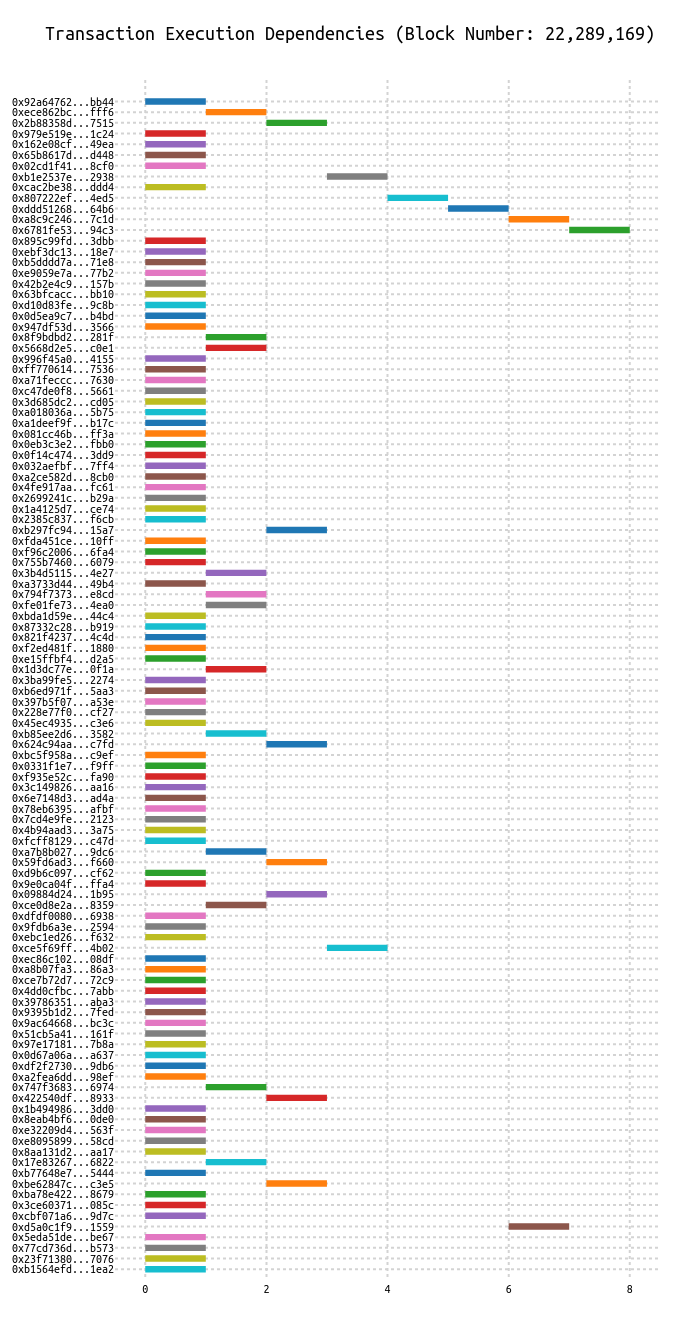 Transaction Execution Dependencies (Block Number: 22,289,169)
0x92a64762...bb44
0xece862bc...fff6
0x2b88358d...7515
0x979e519e...1c24
0x162e08cf...49ea
0x65b8617d...d448
0x02cd1f41...8cf0
0xb1e2537e...2938
0xcac2be38...ddd4
0x807222ef...4ed5
0xddd51268...64b6
0xa8c9c246...7c1d
0x6781fe53...94c3
0x895c99fd...3dbb
0xebf3dc13...18e7
0xb5dddd7a...71e8
0xe9059e7a...77b2
0x42b2e4c9...157b
0x63bfcacc...bb10
0xd10d83fe...9c8b
0x0d5ea9c7...b4bd
0x947df53d...3566
0x8f9bdbd2...281f
0x5668d2e5...c0e1
0x996f45a0...4155
0xff770614...7536
0xa71feccc...7630
0xc47de0f8...5661
0x3d685dc2...cd05
0xa018036a...5b75
0xa1deef9f...b17c
0x081cc46b...ff3a
0x0eb3c3e2...fbb0
0x0f14c474...3dd9
0x032aefbf...7ff4
0xa2ce582d...8cb0
0x4fe917aa...fc61
0x2699241c...b29a
0x1a4125d7...ce74
0x2385c837...f6cb
0xb297fc94...15a7
0xfda451ce...10ff
0xf96c2006...6fa4
0x755b7460...6079
0x3b4d5115...4e27
0xa3733d44...49b4
0x794f7373...e8cd
0xfe01fe73...4ea0
0xbda1d59e...44c4
0x87332c28...b919
0x821f4237...4c4d
0xf2ed481f...1880
0xe15ffbf4...d2a5
0x1d3dc77e...0f1a
0x3ba99fe5...2274
0xb6ed971f...5aa3
0x397b5f07...a53e
0x228e77f0...cf27
0x45ec4935...c3e6
0xb85ee2d6...3582
0x624c94aa...c7fd
0xbc5f958a...c9ef
0x0331f1e7...f9ff
0xf935e52c...fa90
0x3c149826...aa16
0x6e7148d3...ad4a
0x78eb6395...afbf
0x7cd4e9fe...2123
0x4b94aad3...3a75
0xfcff8129...c47d
0xa7b8b027...9dc6
0x59fd6ad3...f660
0xd9b6c097...cf62
0x9e0ca04f...ffa4
0x09884d24...1b95
0xce0d8e2a...8359
0xdfdf0080...6938
0x9fdb6a3e...2594
0xebc1ed26...f632
0xce5f69ff...4b02
0xec86c102...08df
0xa8b07fa3...86a3
0xce7b72d7...72c9
0x4dd0cfbc...7abb
0x39786351...aba3
0x9395b1d2...7fed
0x9ac64668...bc3c
0x51cb5a41...161f
0x97e17181...7b8a
0x0d67a06a...a637
0xdf2f2730...9db6
0xa2fea6dd...98ef
0x747f3683...6974
0x422540df...8933
0x1b494986...3dd0
0x8eab4bf6...0de0
0xe32209d4...563f
0xe8095899...58cd
0x8aa131d2...aa17
0x17e83267...6822
0xb77648e7...5444
0xbe62847c...c3e5
0xba78e422...8679
0x3ce60371...085c
0xcbf071a6...9d7c
0xd5a0c1f9...1559
0x5eda51de...be67
0x77cd736d...b573
0x23f71380...7076
0xb1564efd...1ea2
0 2 4 6 8